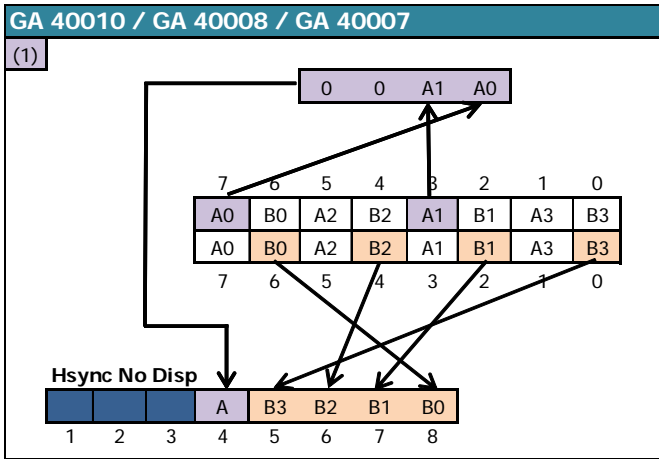 GA 40010 / GA 40008 / GA 40007
(1)
0 0 A1 A0
7 6 5 4 3 2 1 0
A0 B0 A2 B2 A1 B1 A3 B3
A0 B0 A2 B2 A1 B1 A3 B3
7 6 5 4 3 2 1 0
Hsync No Disp
A B3 B2 B1 B0
1 2 3 4 5 6 7 8